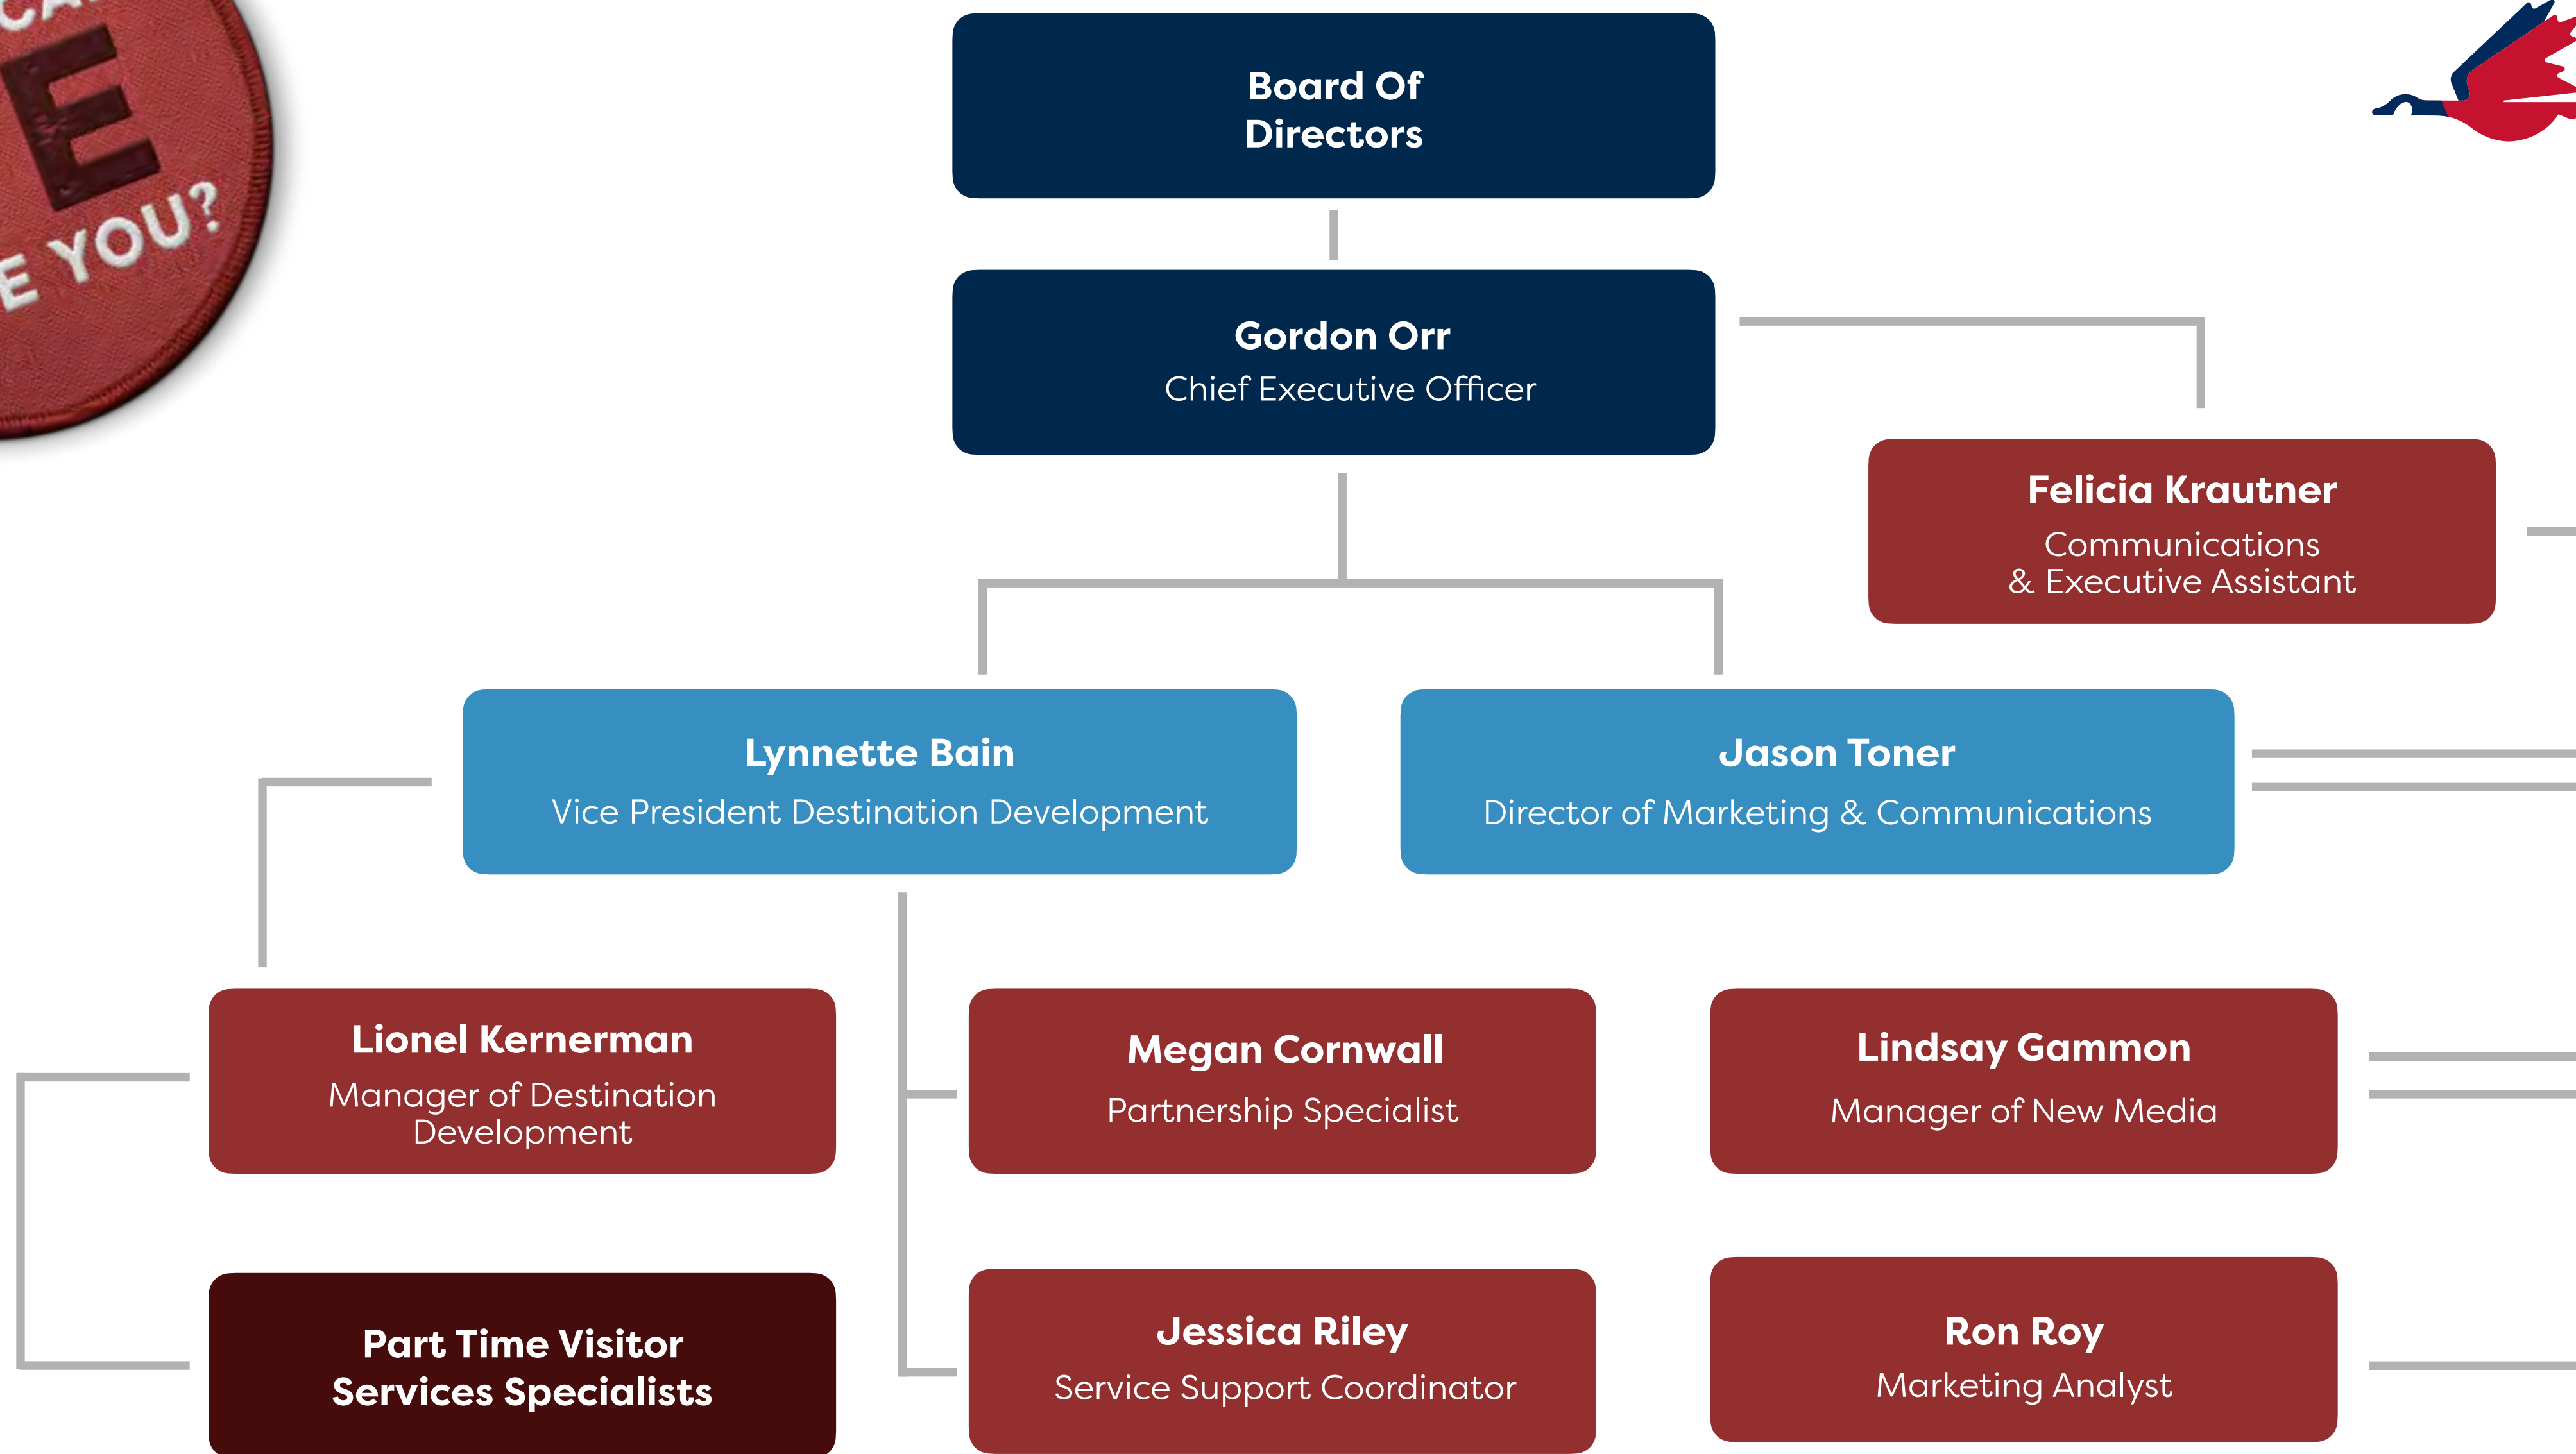 E
E YOU?
Board Of
Directors
Gordon Orr
Chief Executive Officer
Felicia Krautner
Communications
& Executive Assistant
Lynnette Bain
Vice President Destination Development
Jason Toner
Director of Marketing & Communications
Lionel Kernerman
Manager of Destination
Development
Megan Cornwall
Partnership Specialist
Lindsay Gammon
Manager of New Media
Part Time Visitor
Services Specialists
Jessica Riley
Service Support Coordinator
Ron Roy
Marketing Analyst